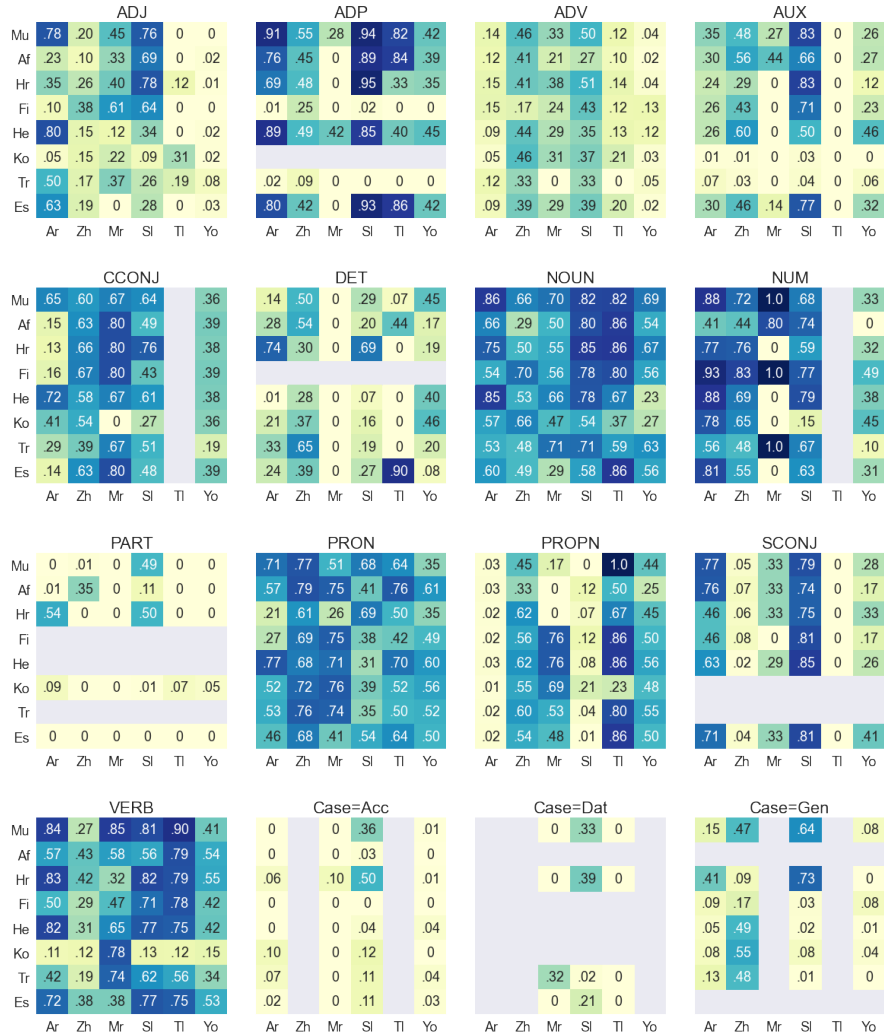 ADJ ADP ADV AUX
Mu .78 .20 .45 .76 0 0 .91 .55 .28 .94 .82 .42 .14 .46 .33 .50 .12 .04 .35 .48 .27 .83 0 .26
Af .23 .10 .33 .69 0 .02 .76 .45 0 .89 .84 .39 .12 .41 .21 .27 .10 .02 .30 .56 .44 .66 0 .27
Hr .35 .26 .40 .78 .12 .01 .69 .48 0 .95 .33 .35 .15 .41 .38 .51 .14 .04 .24 .29 0 .83 0 .12
Fi .10 .38 .61 .64 0 0 .01 .25 0 .02 0 0 .15 .17 .24 .43 .12 .13 .26 .43 0 .71 0 .23
He .80 .15 .12 .34 0 .02 .89 .49 .42 .85 .40 .45 .09 .44 .29 .35 .13 .12 .26 .60 0 .50 0 .46
Ko .05 .15 .22 .09 .31 .02 .05 .46 .31 .37 .21 .03 .01 .01 0 .03 0 0
Tr .50 .17 .37 .26 .19 .08 .02 .09 0 0 0 0 .12 .33 0 .33 0 .05 .07 .03 0 .04 0 .06
Es .63 .19 0 .28 0 .03 .80 .42 0 .93 .86 .42 .09 .39 .29 .39 .20 .02 .30 .46 .14 .77 0 .32
Ar Zh Mr Sl Tl Yo Ar Zh Mr Sl Tl Yo Ar Zh Mr Sl Tl Yo Ar Zh Mr Sl Tl Yo
CCONJ DET NOUN NUM
Mu .65 .60 .67 .64 .36 .14 .50 0 .29 .07 .45 .86 .66 .70 .82 .82 .69 .88 .72 1.0 .68 .33
Af .15 .63 .80 .49 .39 .28 .54 0 .20 .44 .17 .66 .29 .50 .80 .86 .54 .41 .44 .80 .74 0
Hr .13 .66 .80 .76 .38 .74 .30 0 .69 0 .19 .75 .50 .55 .85 .86 .67 .77 .76 0 .59 .32
Fi .16 .67 .80 .43 .39 .54 .70 .56 .78 .80 .56 .93 .83 1.0 .77 .49
He .72 .58 .67 .61 .38 .01 .28 0 .07 0 .40 .85 .53 .66 .78 .67 .23 .88 .69 0 .79 .38
Ko .41 .54 0 .27 .36 .21 .37 0 .16 0 .46 .57 .66 .47 .54 .37 .27 .78 .65 0 .15 .45
Tr .29 .39 .67 .51 .19 .33 .65 0 .19 0 .20 .53 .48 .71 .71 .59 .63 .56 .48 1.0 .67 .10
Es .14 .63 .80 .48 .39 .24 .39 0 .27 .90 .08 .60 .49 .29 .58 .86 .56 .81 .55 0 .63 .31
Ar Zh Mr Sl Tl Yo Ar Zh Mr Sl Tl Yo Ar Zh Mr Sl Tl Yo Ar Zh Mr Sl Tl Yo
PART PRON PROPN SCONJ
Mu 0 .01 0 .49 0 0 .71 .77 .51 .68 .64 .35 .03 .45 .17 0 1.0 .44 .77 .05 .33 .79 0 .28
Af 0 .35 0 .11 0 0 .57 .79 .75 .41 .76 .61 .03 .33 0 .12 .50 .25 .76 .07 .33 .74 0 .17
Hr .54 0 0 .50 0 0 .21 .61 .26 .69 .50 .35 .02 .62 0 .07 .67 .45 .46 .06 .33 .75 0 .33
Fi .27 .69 .75 .38 .42 .49 .02 .56 .76 .12 .86 .50 .46 .08 0 .81 0 .17
He .77 .68 .71 .31 .70 .60 .03 .62 .76 .08 .86 .56 .63 .02 .29 .85 0 .26
Ko .09 0 0 .01 .07 .05 .52 .72 .76 .39 .52 .56 .01 .55 .69 .21 .23 .48
Tr .53 .76 .74 .35 .50 .52 .02 .60 .53 .04 .80 .55
Es 0 0 0 0 0 0 .46 .68 .41 .54 .64 .50 .02 .54 .48 .01 .86 .50 .71 .04 .33 .81 0 .41
Ar Zh Mr Sl Tl Yo Ar Zh Mr Sl Tl Yo Ar Zh Mr Sl Tl Yo Ar Zh Mr Sl Tl Yo
VERB Case=Acc Case=Dat Case=Gen
Mu .84 .27 .85 .81 .90 .41 0 0 .36 .01 0 .33 0 .15 .47 .64 .08
Af .57 .43 .58 .56 .79 .54 0 0 .03 0
Hr .83 .42 .32 .82 .79 .55 .06 .10 .50 .01 0 .39 0 .41 .09 .73 0
Fi .50 .29 .47 .71 .78 .42 0 0 0 0 .09 .17 .03 .08
He .82 .31 .65 .77 .75 .42 0 0 .04 .04 .05 .49 .02 .01
Ko .11 .12 .78 .13 .12 .15 .10 0 .12 0 .08 .55 .08 .04
Tr .42 .19 .74 .62 .56 .34 .07 0 .11 .04 .32 .02 0 .13 .48 .01 0
Es .72 .38 .38 .77 .75 .53 .02 0 .11 .03 0 .21 0
Ar Zh Mr Sl Tl Yo Ar Zh Mr Sl Tl Yo Ar Zh Mr Sl Tl Yo Ar Zh Mr Sl Tl Yo